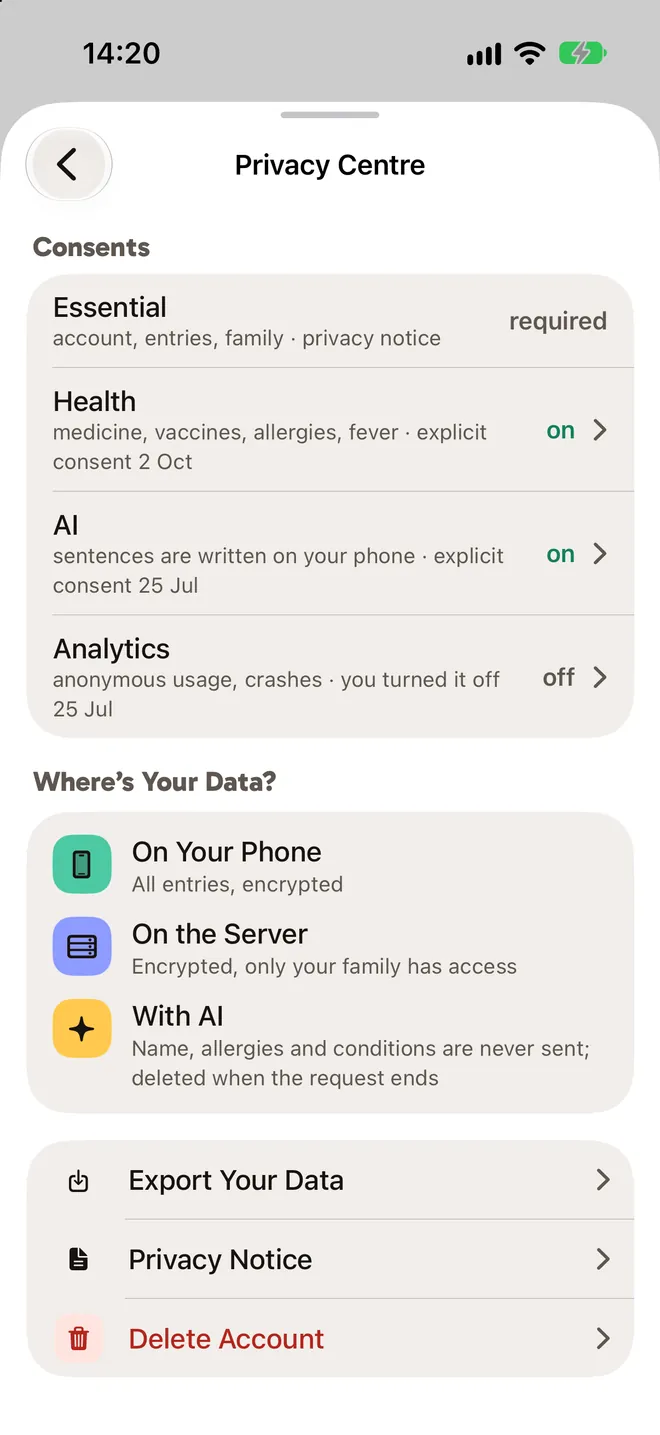 14:20
Privacy Centre
Consents
Essential
account, entries, family · privacy notice
required
Health
medicine, vaccines, allergies, fever · explicit
consent 2 Oct
on
AI
sentences are written on your phone · explicit
consent 25 Jul
on
Analytics
anonymous usage, crashes · you turned it off
25 Jul
off
Where’s Your Data?
On Your Phone
All entries, encrypted
On the Server
Encrypted, only your family has access
With AI
Name, allergies and conditions are never sent;
deleted when the request ends
Export Your Data
Privacy Notice
Delete Account